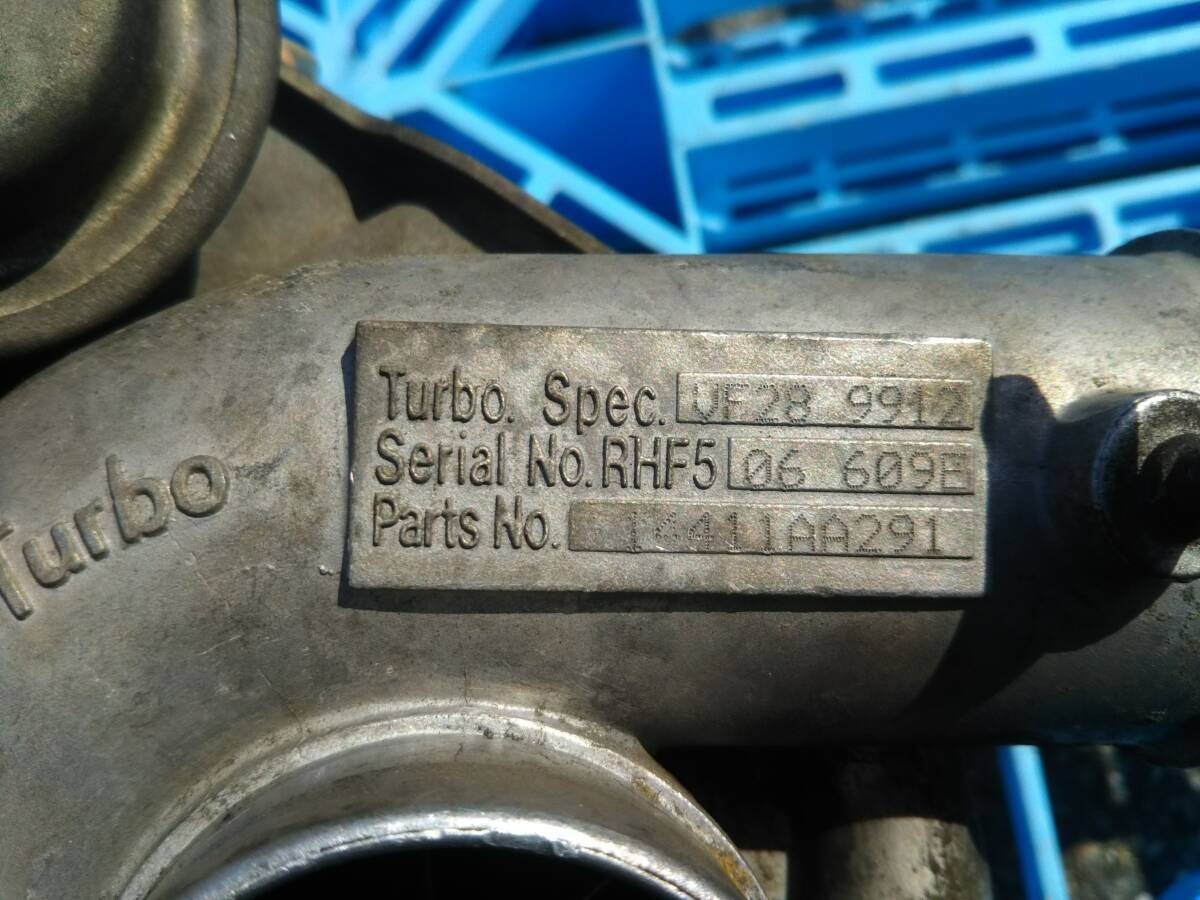 Turbo. Spec. VF28 9912
Serial No. RHF5 06 609E
Parts No. 14411AA291
Turbo